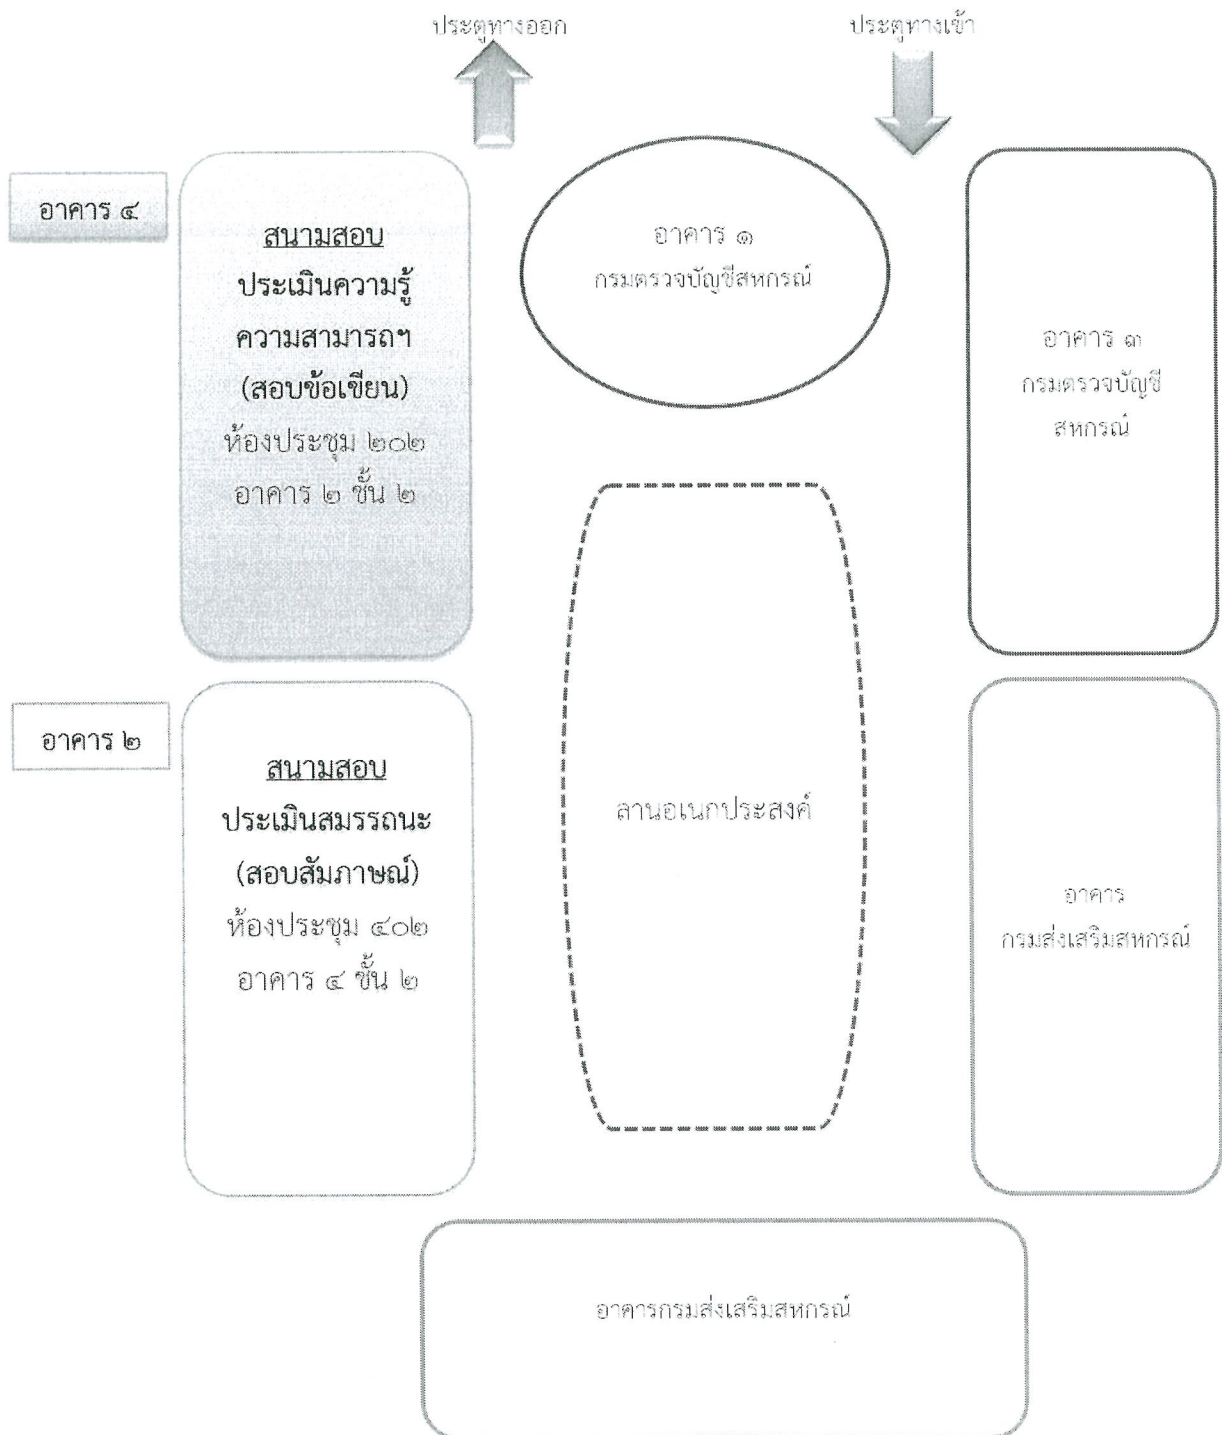 ประตูทางออก
ประตูทางเข้า
อาคาร ๔
สนามสอบ
ประเมินความรู้
ความสามารถฯ
(สอบข้อเขียน)
ห้องประชุม ๒๐๒
อาคาร ๒ ชั้น ๒
อาคาร ๑
กรมตรวจบัญชีสหกรณ์
อาคาร ๓
กรมตรวจบัญชี
สหกรณ์
อาคาร ๒
สนามสอบ
ประเมินสมรรถนะ
(สอบสัมภาษณ์)
ห้องประชุม ๔๐๒
อาคาร ๔ ชั้น ๒
ลานอเนกประสงค์
อาคาร
กรมส่งเสริมสหกรณ์
อาคารกรมส่งเสริมสหกรณ์